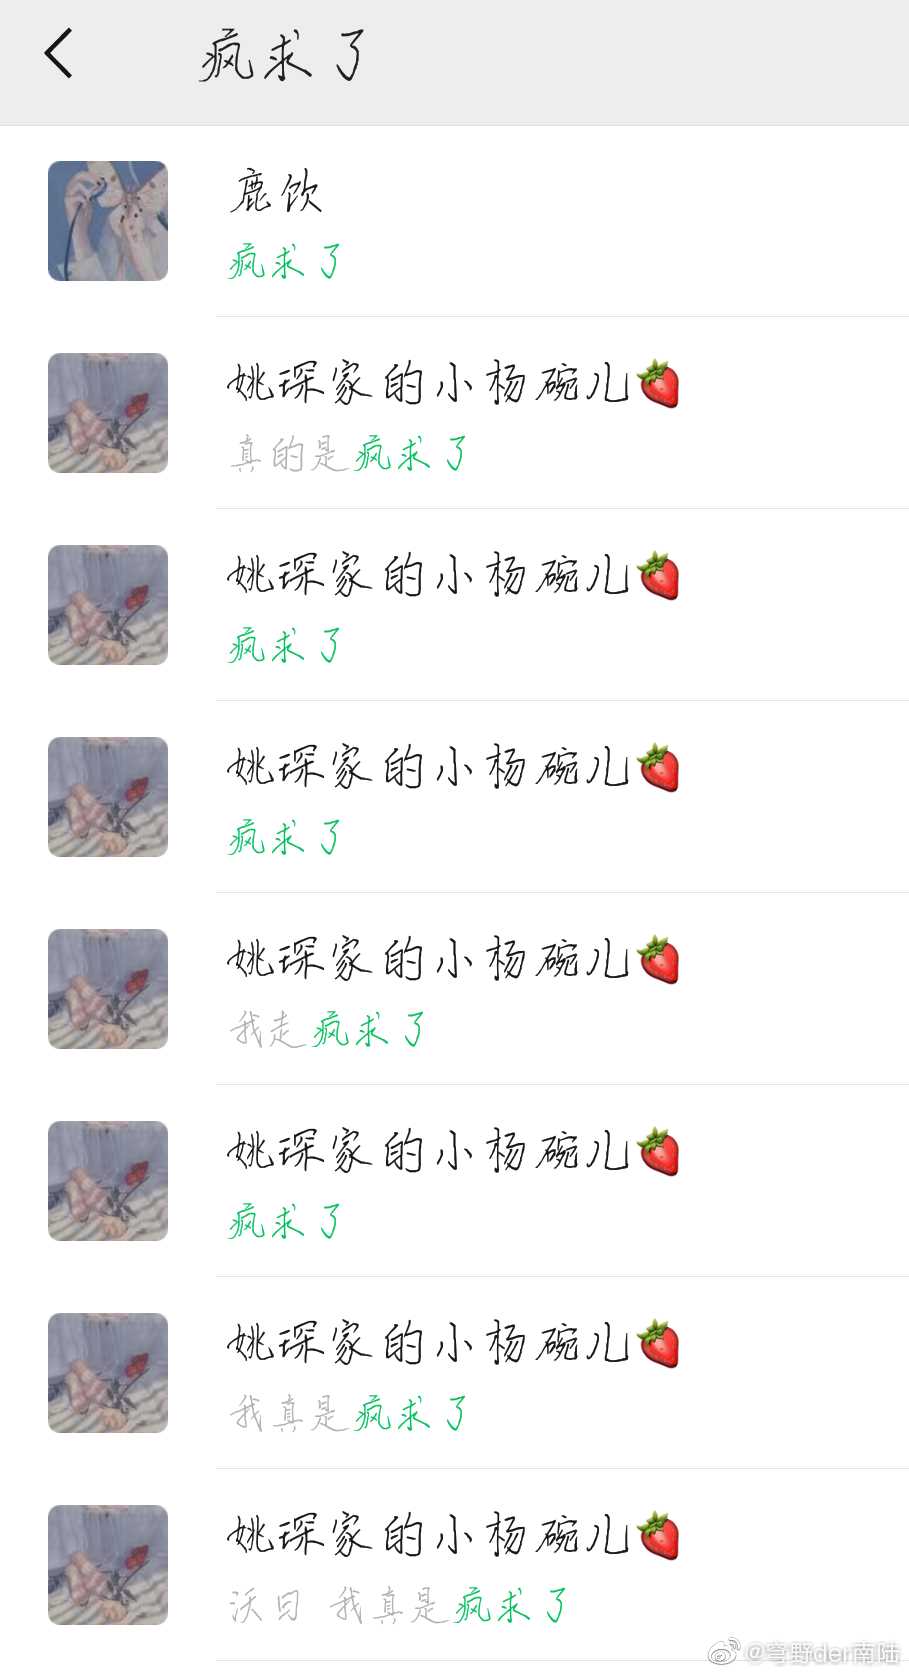 疯求了
鹿饮
疯求了
姚琛家的小杨碗儿🍓
真的是疯求了
姚琛家的小杨碗儿🍓
疯求了
姚琛家的小杨碗儿🍓
疯求了
姚琛家的小杨碗儿🍓
我走疯求了
姚琛家的小杨碗儿🍓
疯求了
姚琛家的小杨碗儿🍓
我真是疯求了
姚琛家的小杨碗儿🍓
沃日 我真是疯求了
@穹野der南陆